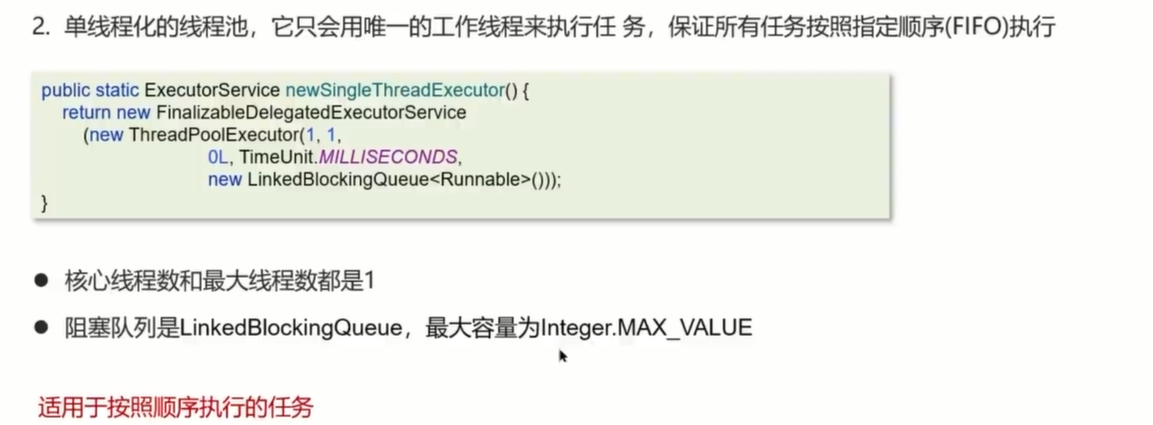 2. 单线程化的线程池，它只会用唯一的工作线程来执行任 务，保证所有任务按照指定顺序(FIFO)执行
public static ExecutorService newSingleThreadExecutor() {
return new FinalizableDelegatedExecutorService
(new ThreadPoolExecutor(1, 1,
0L, TimeUnit.MILLISECONDS,
new LinkedBlockingQueue<Runnable>()));
}
● 核心线程数和最大线程数都是1
● 阻塞队列是LinkedBlockingQueue，最大容量为Integer.MAX_VALUE
适用于按照顺序执行的任务